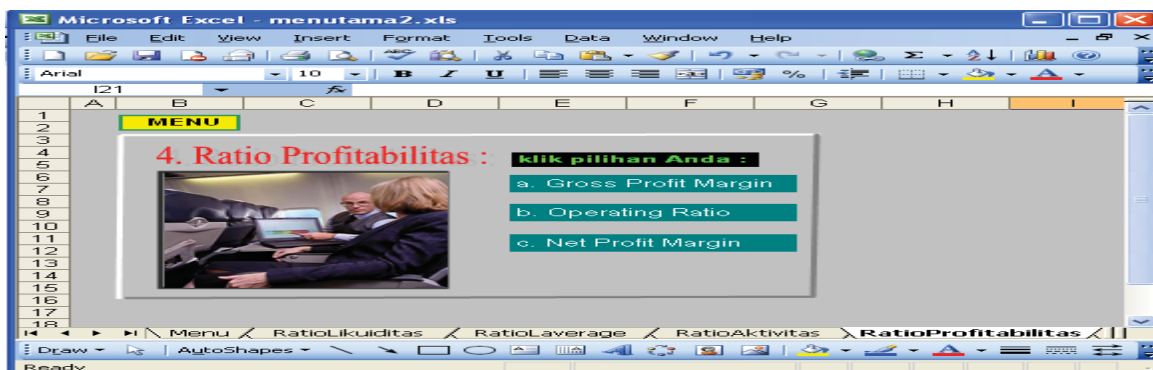 Microsoft Excel - menutama2.xls
File Edit View Insert Format Tools Data Window Help
Arial 10 B I U %
I21 fx
A B C D E F G H I
1
2 MENU
3
4 4. Ratio Profitabilitas : klik pilihan Anda :
5
6 a. Gross Profit Margin
7
8
9 b. Operating Ratio
10
11 c. Net Profit Margin
12
13
14
15
16
17
18
Menu RatioLikuiditas RatioLaverage RatioAktivitas RatioProfitabilitas
Draw AutoShapes
Ready